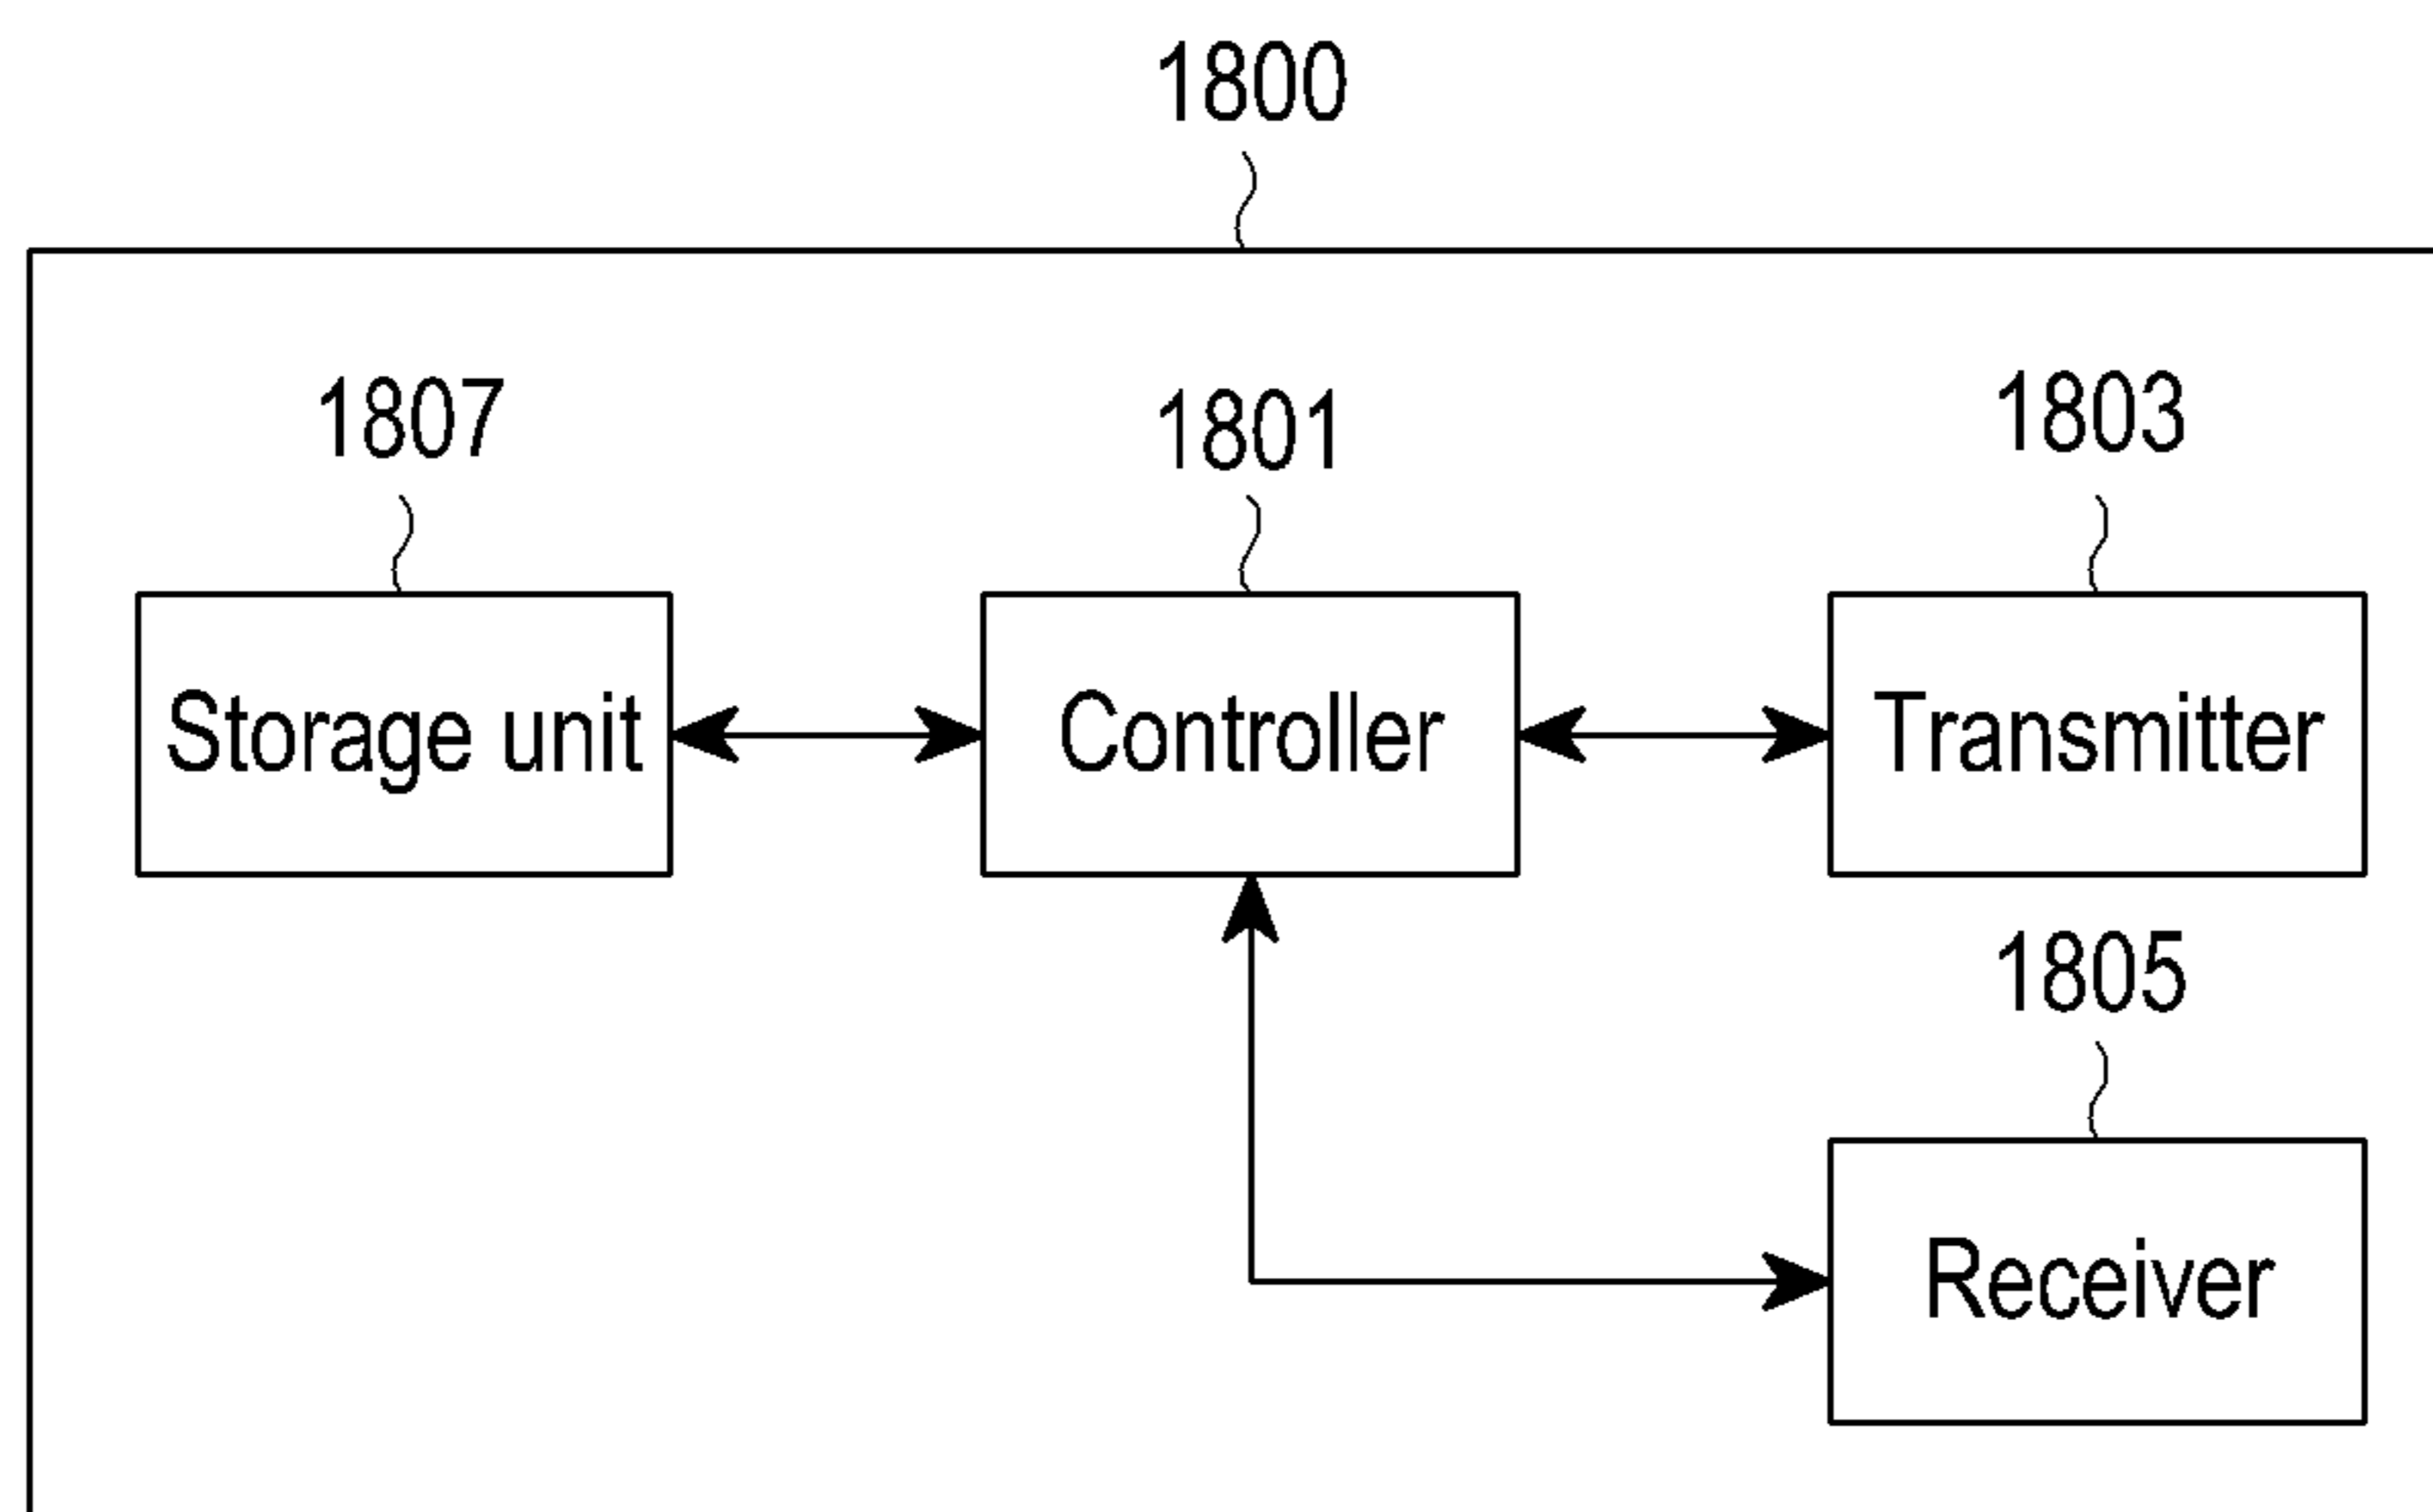 1800
1807
1801
1803
Storage unit
Controller
Transmitter
1805
Receiver